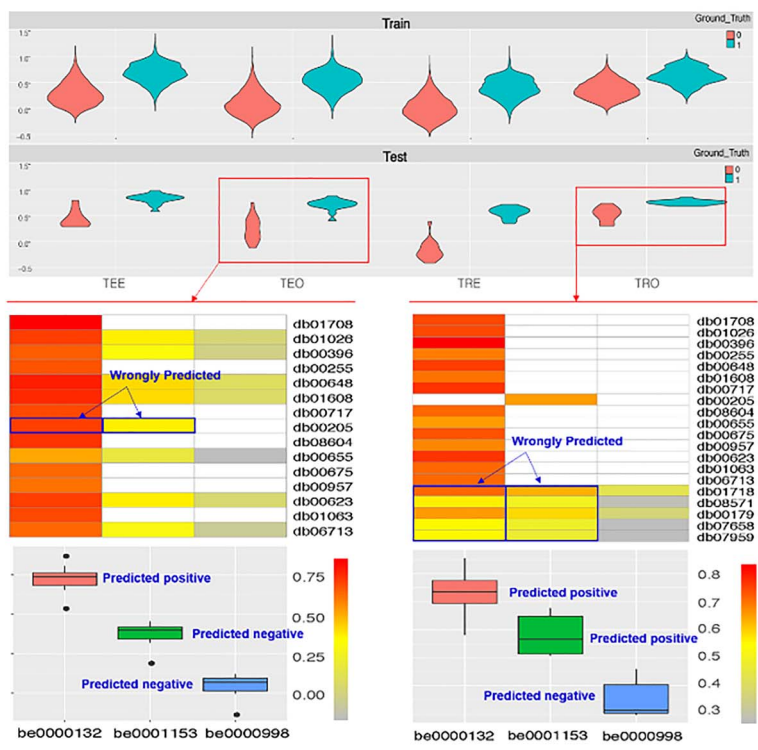 Train
Ground_Truth
0
1
1.5
1.0
0.5
0.0
-0.5
Test
Ground_Truth
0
1
1.5
1.0
0.5
0.0
-0.5
TEE
TEO
TRE
TRO
db01708
db01026
db00396
db00255
db00648
db01608
db00717
db00205
db08604
db00655
db00675
db00957
db00623
db01063
db06713
Wrongly Predicted
0.75
0.50
0.25
0.00
Predicted positive
Predicted negative
Predicted negative
be0000132
be0001153
be0000998
db01708
db01026
db00396
db00255
db00648
db01608
db00717
db00205
db08604
db00655
db00675
db00957
db00623
db01063
db06713
db01718
db08571
db00179
db07658
db07959
Wrongly Predicted
0.8
0.7
0.6
0.5
0.4
0.3
Predicted positive
Predicted positive
Predicted negative
be0000132
be0001153
be0000998